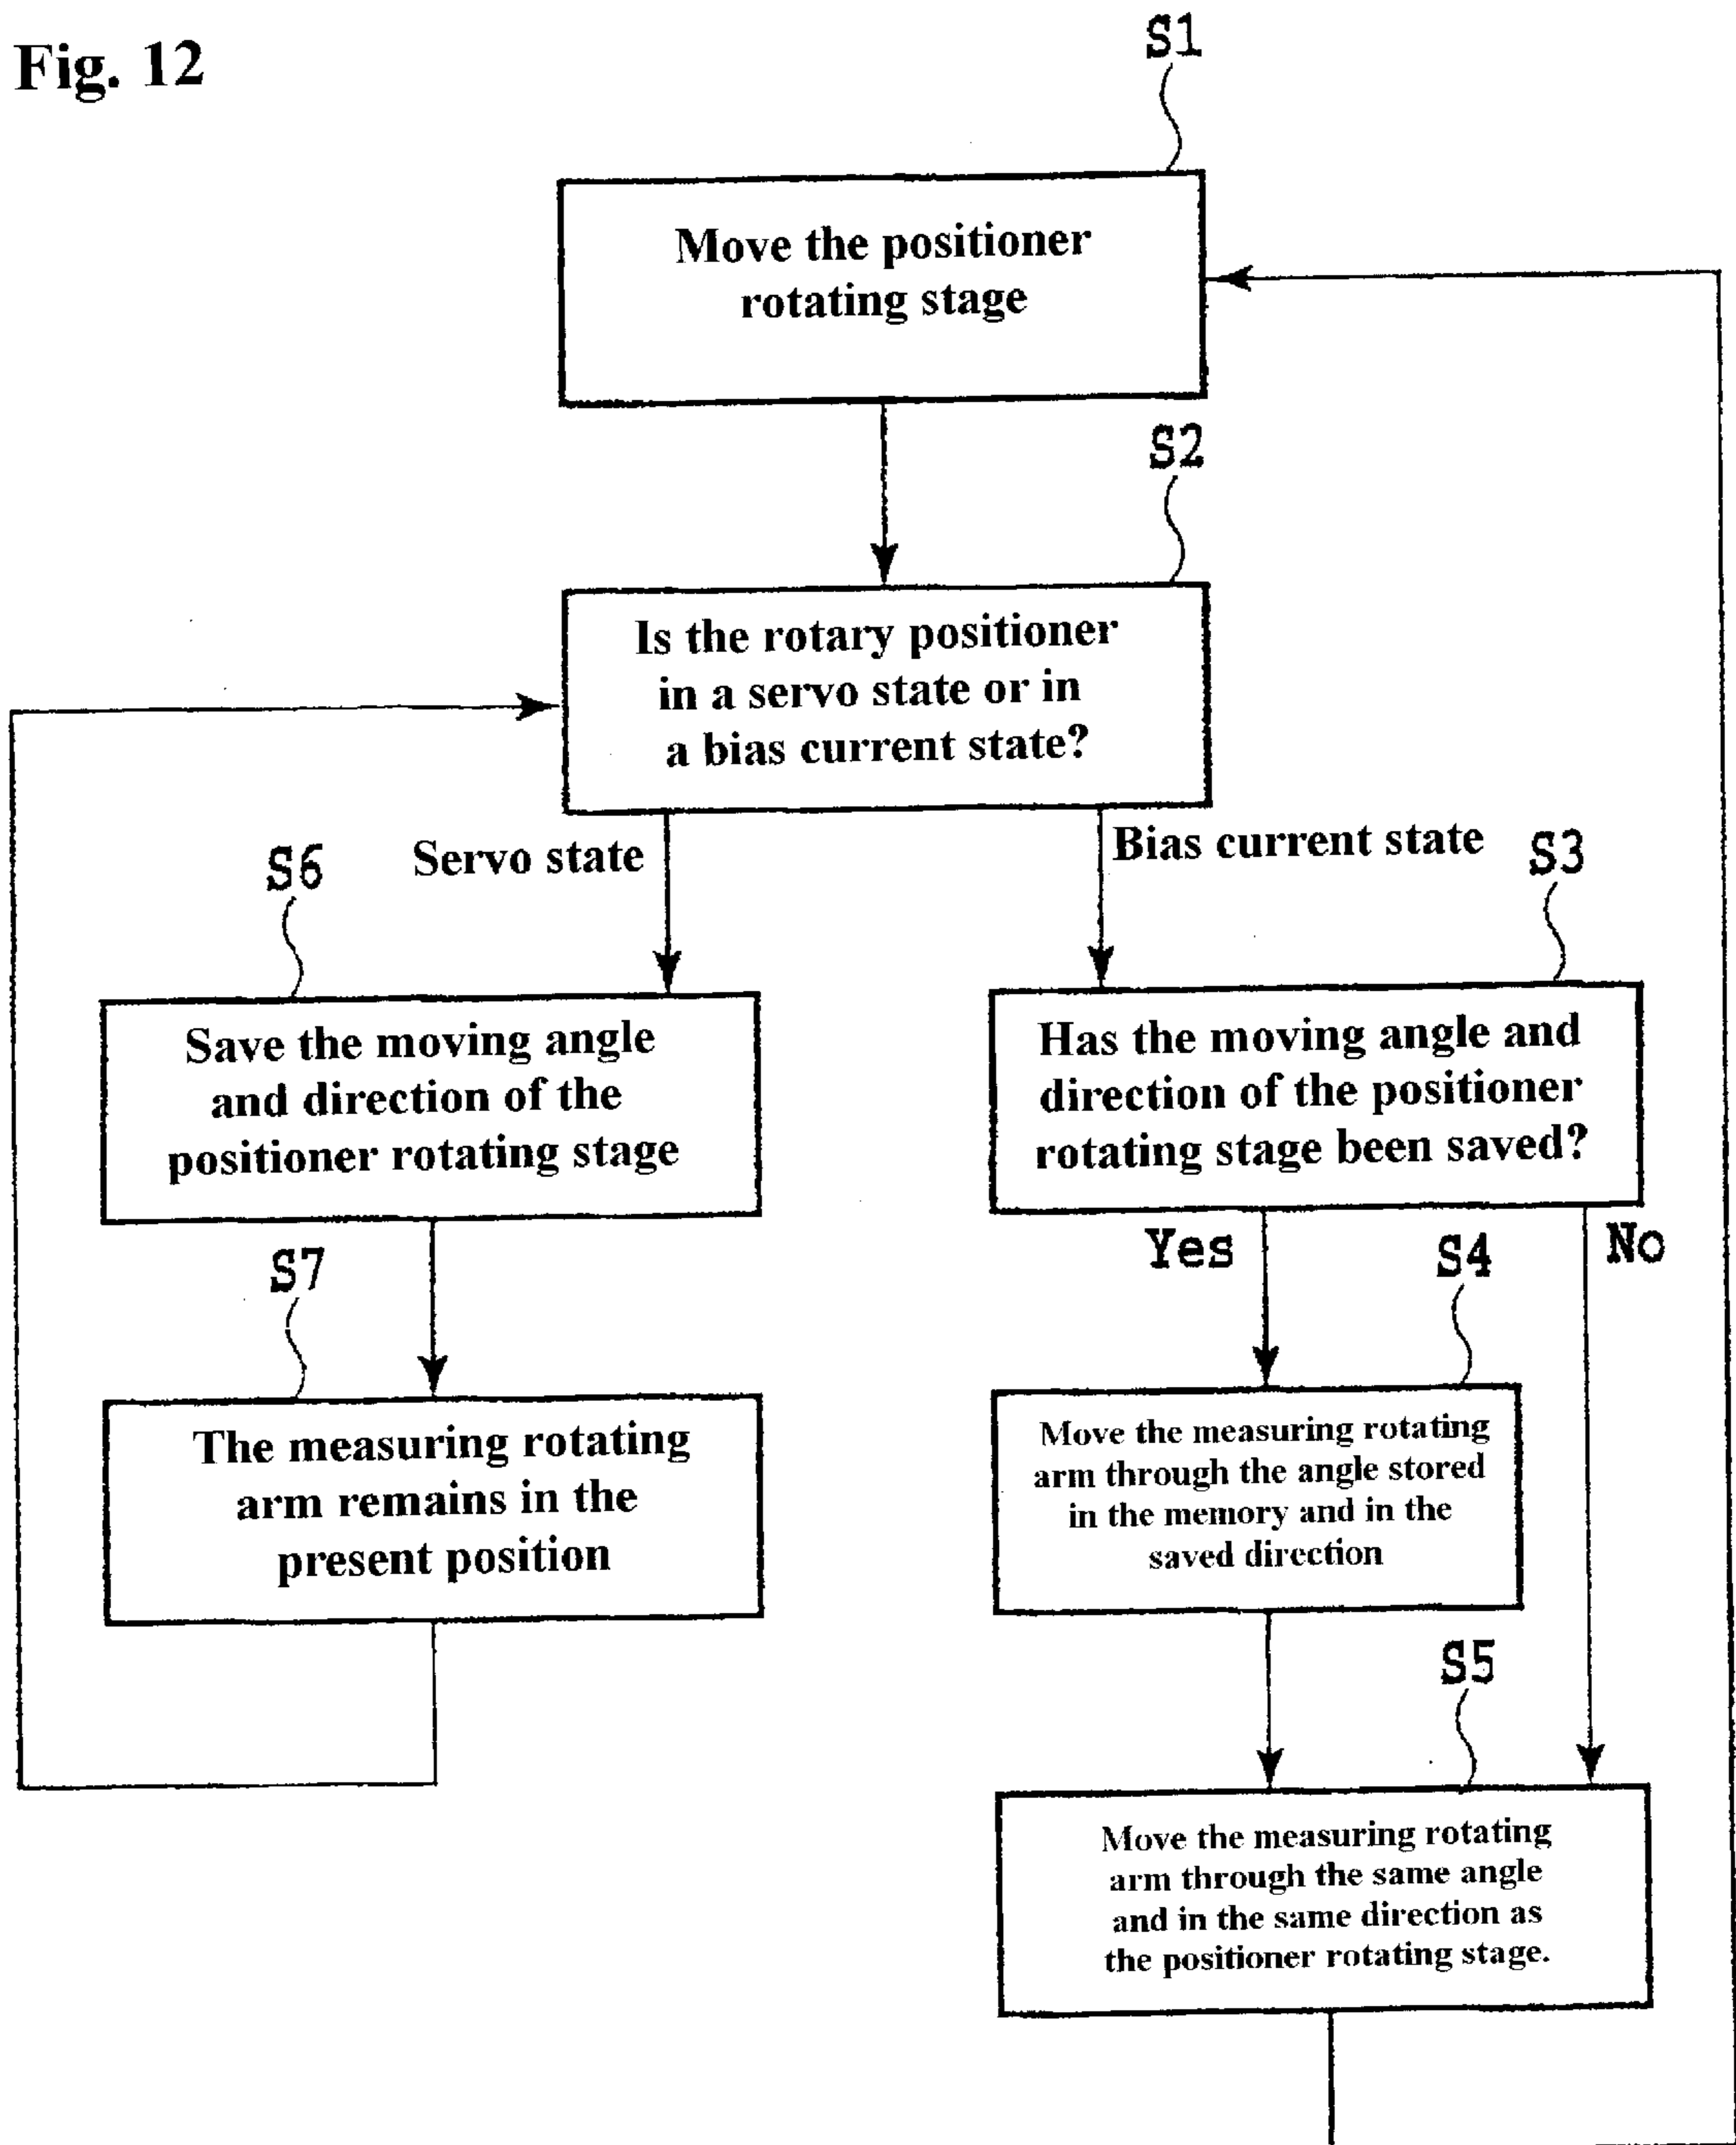 Fig. 12
S1
Move the positioner
rotating stage
S2
Is the rotary positioner
in a servo state or in
a bias current state?
Servo state
Bias current state
S6
Save the moving angle
and direction of the
positioner rotating stage
S3
Has the moving angle and
direction of the positioner
rotating stage been saved?
Yes
No
S7
The measuring rotating
arm remains in the
present position
S4
Move the measuring rotating
arm through the angle stored
in the memory and in the
saved direction
S5
Move the measuring rotating
arm through the same angle
and in the same direction as
the positioner rotating stage.